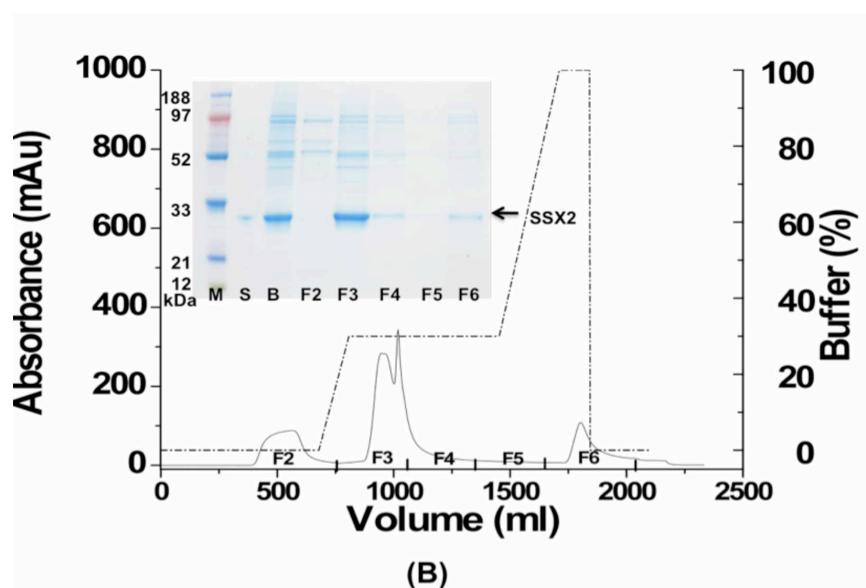 1000
800
600
400
200
0
Absorbance (mAu)
188
97
52
33
21
12
kDa
M S B F2 F3 F4 F5 F6
SSX2
100
80
60
40
20
0
Buffer (%)
F2 F3 F4 F5 F6
0 500 1000 1500 2000 2500
Volume (ml)
(B)